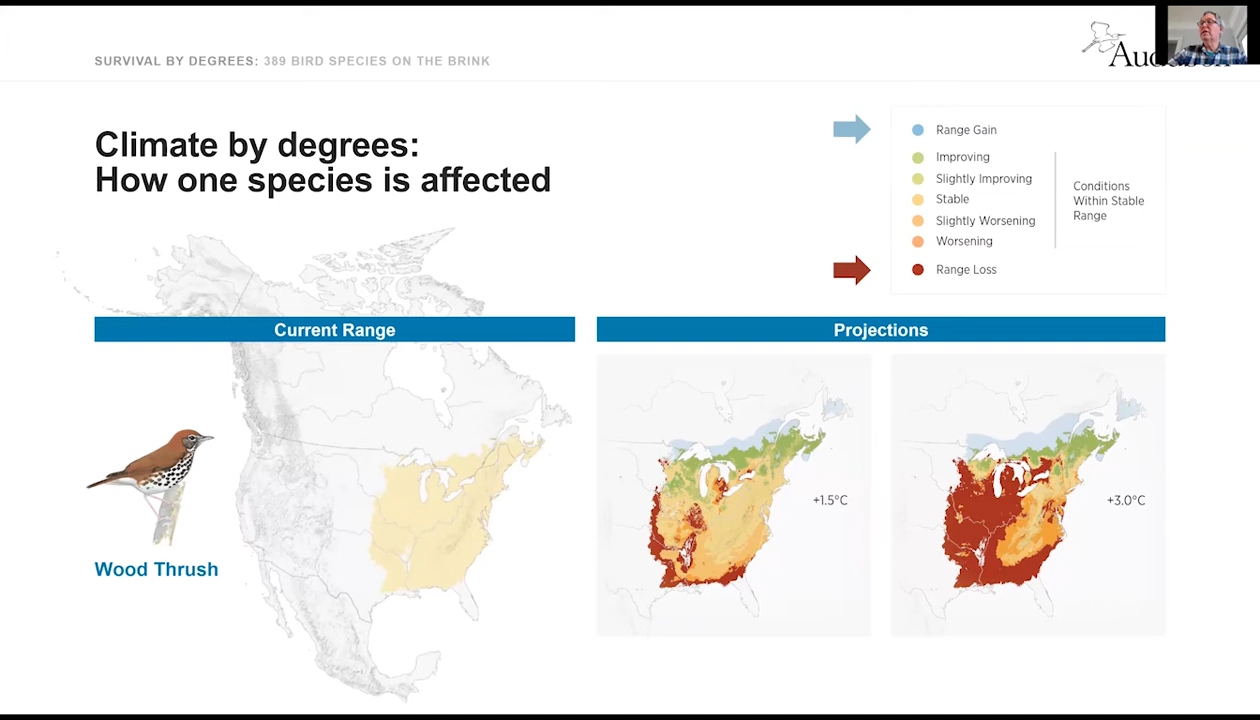 SURVIVAL BY DEGREES: 389 BIRD SPECIES ON THE BRINK
Climate by degrees:
How one species is affected
Range Gain
Improving
Slightly Improving
Stable
Slightly Worsening
Worsening
Range Loss
Conditions
Within Stable
Range
Current Range
Projections
Wood Thrush
+1.5°C
+3.0°C